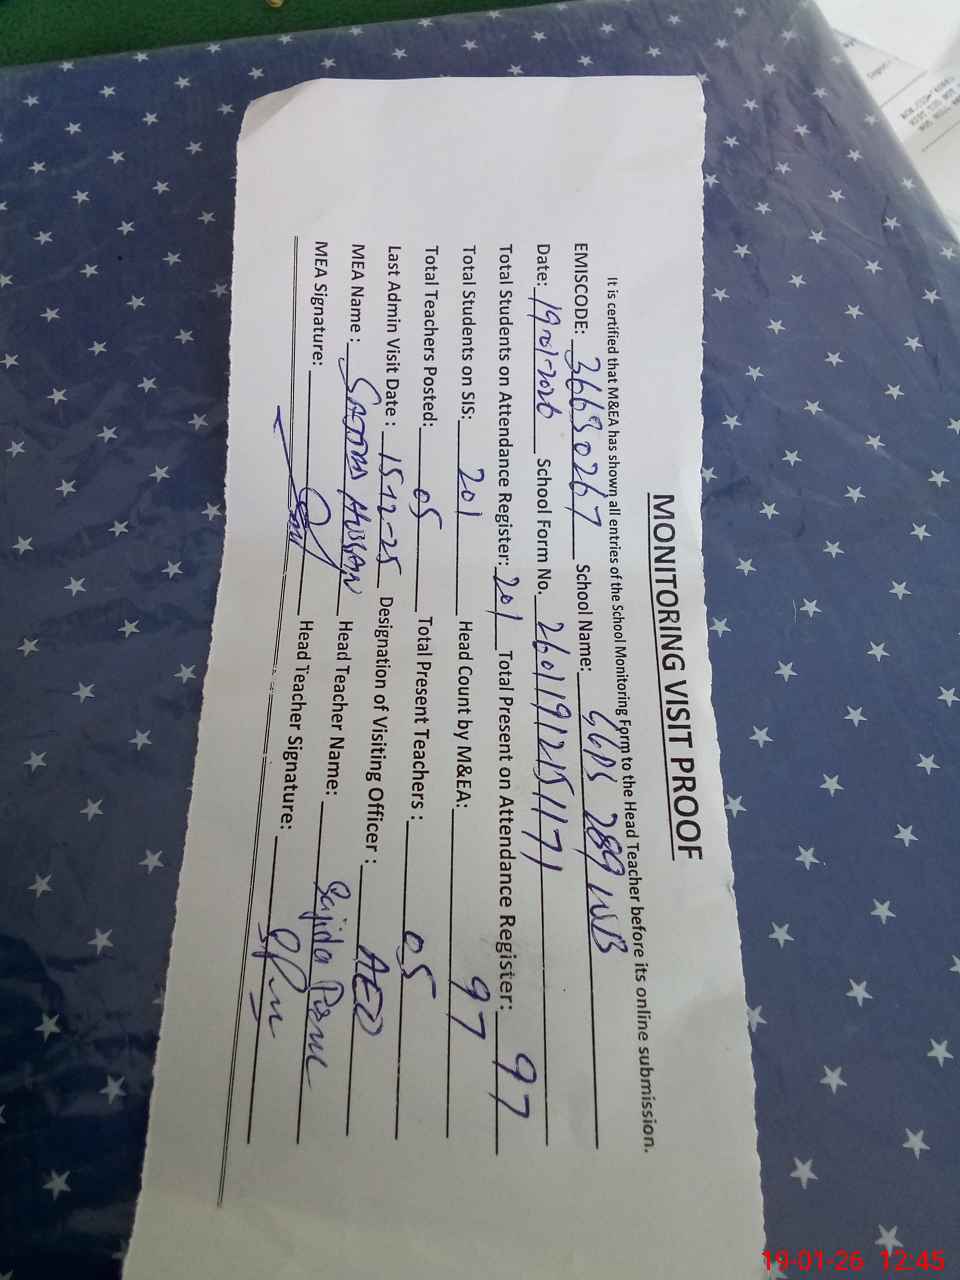 MONITORING VISIT PROOF
It is certified that M&EA has shown all entries of the School Monitoring Form to the Head Teacher before its online submission.
EMISCODE: 36630267 School Name: GGPS 289 WB
Date: 19-01-2026 School Form No. 26011912151171
Total Students on Attendance Register: 201 Total Present on Attendance Register: 97
Total Students on SIS: 201 Head Count by M&EA: 97
Total Teachers Posted: 05 Total Present Teachers : 05
Last Admin Visit Date : 15-12-25 Designation of Visiting Officer : AEO
MEA Name : HUSSAN Head Teacher Name: Sajida
MEA Signature: Head Teacher Signature:
19-01-26 12:45